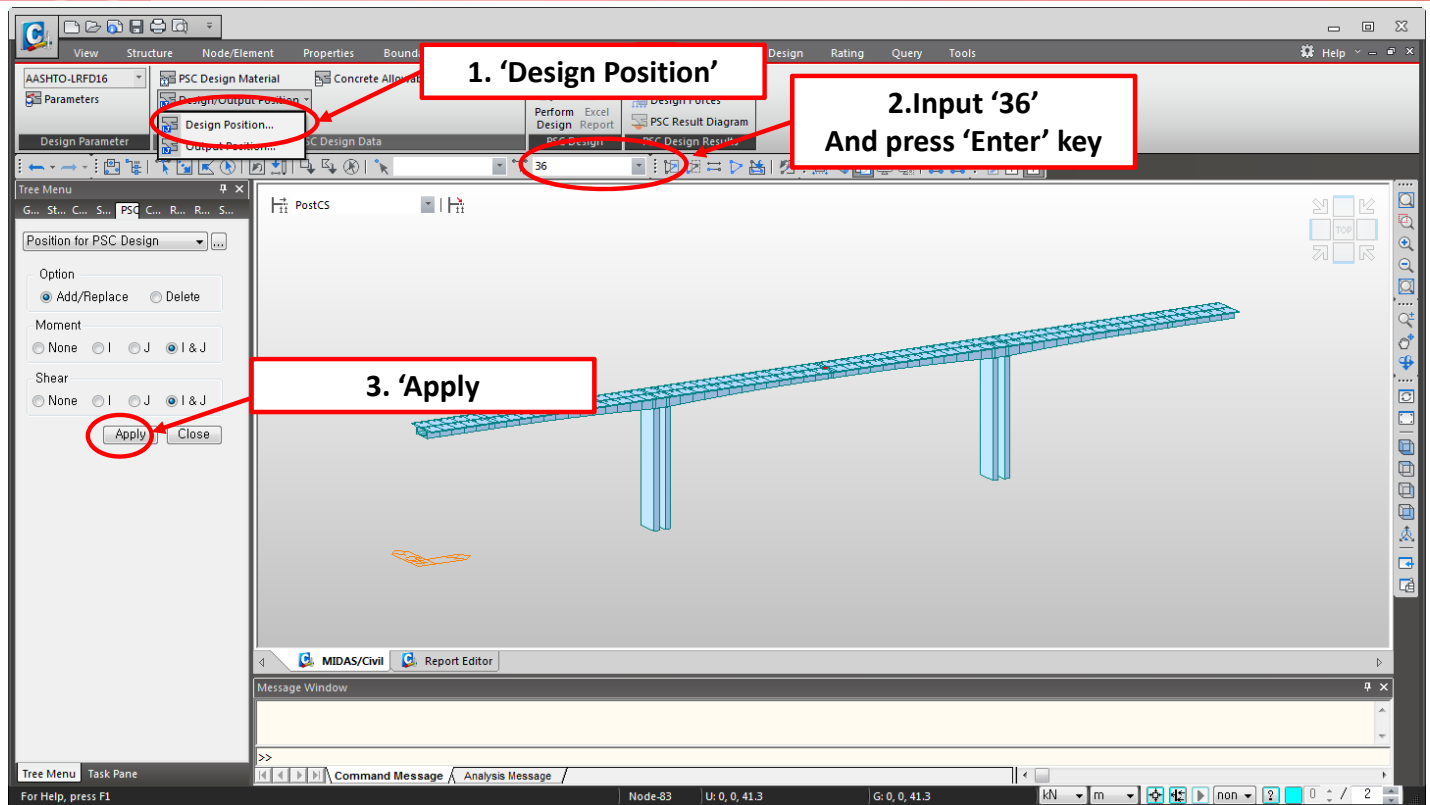 View Structure Node/Element Properties Design Rating Query Tools Help
1. ‘Design Position’
AASHTO-LRFD16 PSC Design Material
Parameters Design/Output Position
Design Position...
Output Position...
Perform Excel
Design Report
Design Forces
PSC Result Diagram
Design Parameter PSC Design PSC Design Results
2.Input ‘36’
And press ‘Enter’ key
36
Tree Menu
G... St... C... S... PSC C... R... R... S...
PostCS
TOP
Position for PSC Design ...
Option
Add/Replace Delete
Moment
None I J I & J
Shear
None I J I & J
Apply Close
3. ‘Apply
MIDAS/Civil Report Editor
Message Window
>>
Tree Menu Task Pane
Command Message Analysis Message
For Help, press F1 Node-83 U: 0, 0, 41.3 G: 0, 0, 41.3 kN m non ? 0 / 2